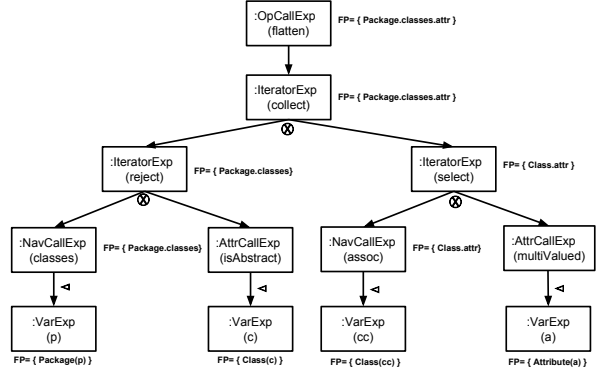 :OpCallExp
(flatten)
FP= { Package.classes.attr }
:IteratorExp
(collect)
FP= { Package.classes.attr }
:IteratorExp
(reject)
FP= { Package.classes}
:IteratorExp
(select)
FP= { Class.attr }
:NavCallExp
(classes)
FP= { Package.classes}
:AttrCallExp
(isAbstract)
:NavCallExp
(assoc)
FP= { Class.attr}
:AttrCallExp
(multiValued)
:VarExp
(p)
:VarExp
(c)
:VarExp
(cc)
:VarExp
(a)
FP= { Package(p) }
FP= { Class(c) }
FP= { Class(cc) }
FP= { Attribute(a) }